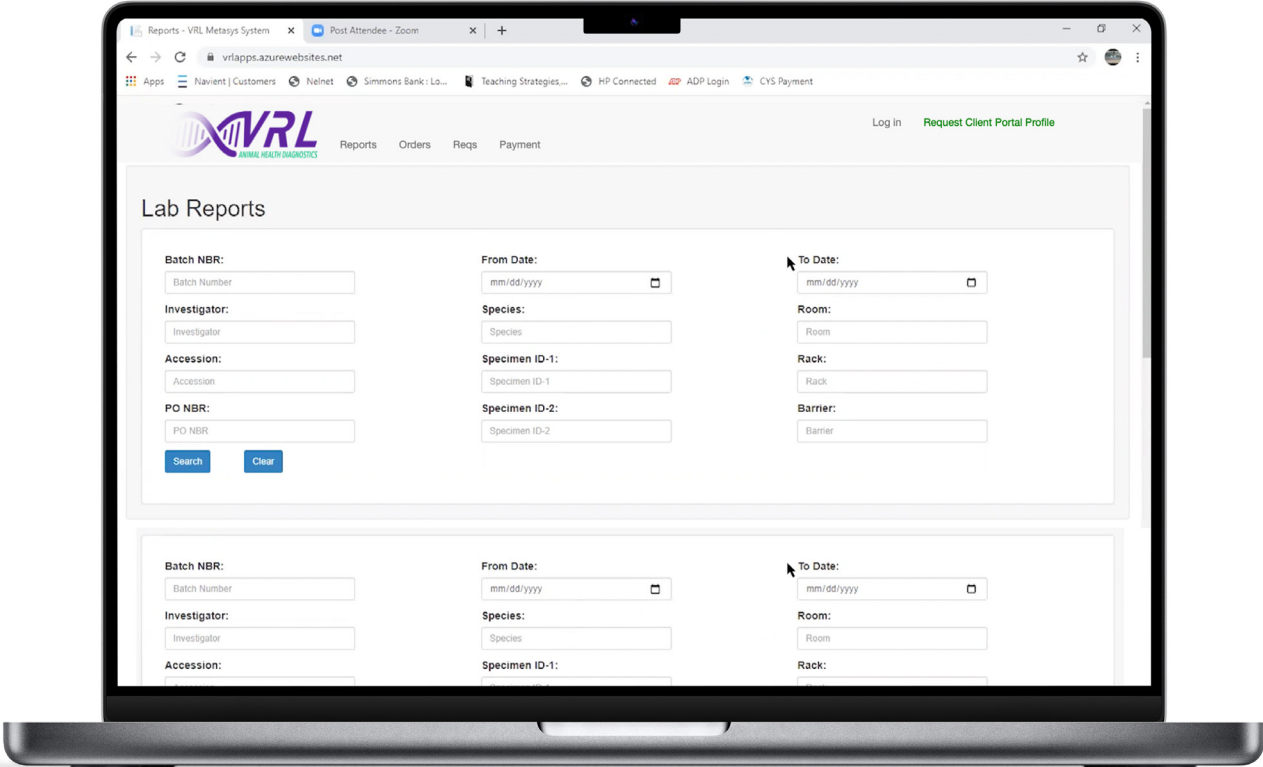 Reports - VRL Metasys System
Post Attendee - Zoom
vrlapps.azurewebsites.net
Apps Navient | Customers Nelnet Simmons Bank : Lo... Teaching Strategies,... HP Connected ADP ADP Login CYS Payment
VRL
ANIMAL HEALTH DIAGNOSTICS
Reports Orders Reqs Payment
Log in Request Client Portal Profile
Lab Reports
Batch NBR: From Date: To Date:
Batch Number mm/dd/yyyy mm/dd/yyyy
Investigator: Species: Room:
Investigator Species Room
Accession: Specimen ID-1: Rack:
Accession Specimen ID-1 Rack
PO NBR: Specimen ID-2: Barrier:
PO NBR Specimen ID-2 Barrier
Search Clear
Batch NBR: From Date: To Date:
Batch Number mm/dd/yyyy mm/dd/yyyy
Investigator: Species: Room:
Investigator Species Room
Accession: Specimen ID-1: Rack: